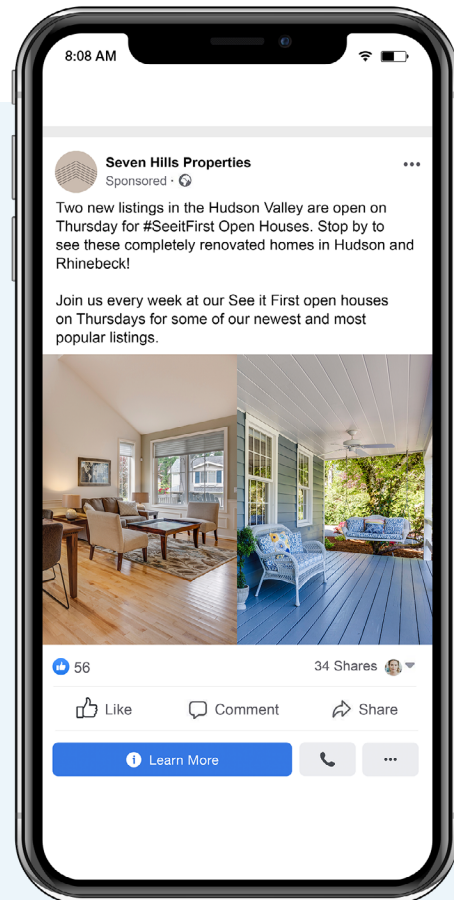 8:08 AM
Seven Hills Properties
Sponsored ·
Two new listings in the Hudson Valley are open on
Thursday for #SeeitFirst Open Houses. Stop by to
see these completely renovated homes in Hudson and
Rhinebeck!
Join us every week at our See it First open houses
on Thursdays for some of our newest and most
popular listings.
56
34 Shares
Like
Comment
Share
Learn More